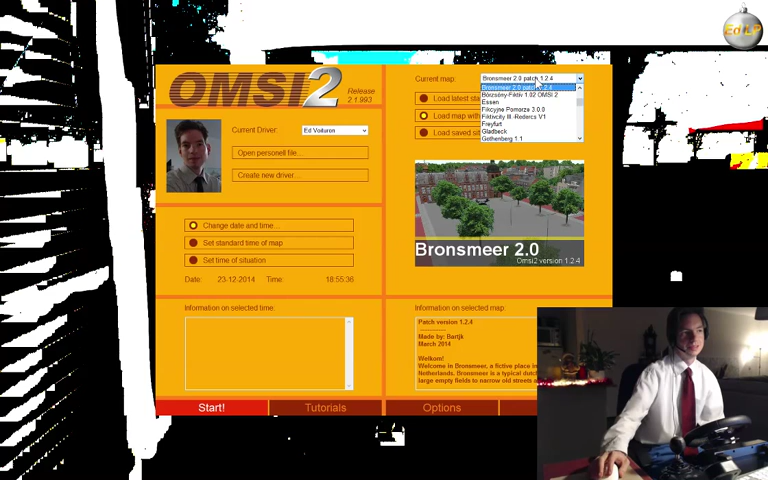 Ed LP
OMSI 2
Release
2.1.993
Current map:
Bronsmeer 2.0 patch 1.2.4
Bronsmeer 2.0 patch 1.2.4
Börzsöny-Fiktiv 1.02 OMSI 2
Essen
Fikcyjne Pomorze 3.0.0
Fiktivcity III.-Redercs V1
Freyfurt
Gladbeck
Gothenberg 1.1
Load latest
Load map with
Load saved
Current Driver:
Ed Voituron
Open personell file...
Create new driver...
Change date and time...
Set standard time of map
Set time of situation
Date: 23-12-2014 Time: 18:55:36
Bronsmeer 2.0
Omsi2 version 1.2.4
Information on selected time:
Information on selected map:
Patch version 1.2.4
Made by: Bartjk
March 2014
Welkom!
Welcome in Bronsmeer, a fictive place in
Netherlands. Bronsmeer is a typical dutch
large empty fields to narrow old streets
Start!
Tutorials
Options